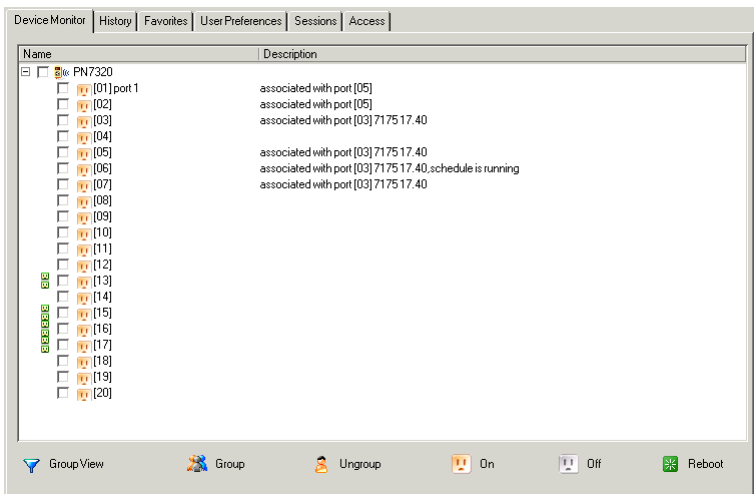 Device Monitor History Favorites User Preferences Sessions Access
Name Description
PN7320
[01] port 1 associated with port [05]
[02] associated with port [05]
[03] associated with port [03] 7175 17.40
[04]
[05] associated with port [03] 7175 17.40
[06] associated with port [03] 7175 17.40,schedule is running
[07] associated with port [03] 7175 17.40
[08]
[09]
[10]
[11]
[12]
[13]
[14]
[15]
[16]
[17]
[18]
[19]
[20]
Group View Group Ungroup On Off Reboot